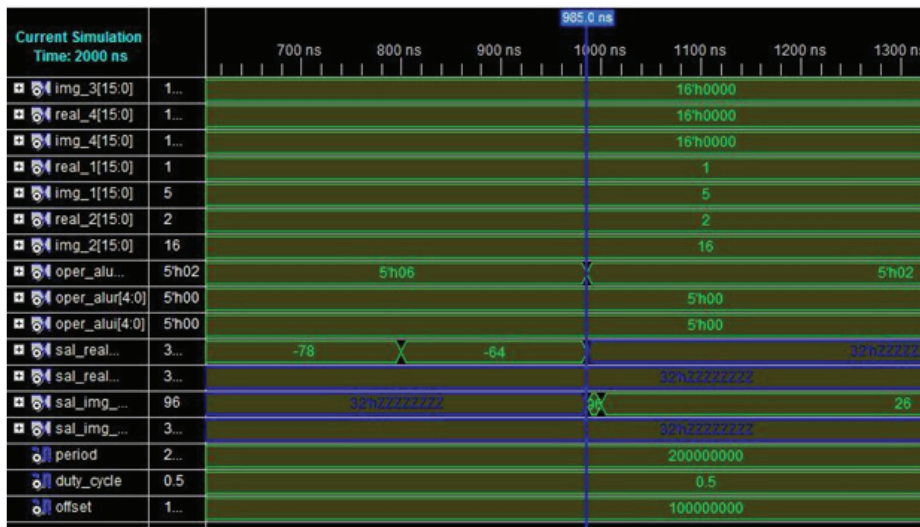 985.0 ns
Current Simulation
Time: 2000 ns
700 ns 800 ns 900 ns 1000 ns 1100 ns 1200 ns 1300 n
img_3[15:0] 1... 16'h0000
real_4[15:0] 1... 16'h0000
img_4[15:0] 1... 16'h0000
real_1[15:0] 1 1
img_1[15:0] 5 5
real_2[15:0] 2 2
img_2[15:0] 16 16
oper_alu... 5'h02 5'h06 5'h02
oper_alur[4:0] 5'h00 5'h00
oper_alui[4:0] 5'h00 5'h00
sal_real... 3... -78 -64 32'hZZZZZ
sal_real... 3... 32'hZZZZZZZZ
sal_img_... 96 32'hZZZZZZZZ 96 26
sal_img_... 3... 32'hZZZZZZZZ
period 2... 200000000
duty_cycle 0.5 0.5
offset 1... 100000000